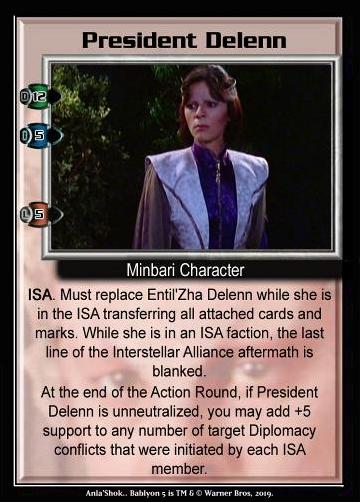 President Delenn
D 12
I 5
L 5
Minbari Character
ISA. Must replace Entil'Zha Delenn while she is
in the ISA transferring all attached cards and
marks. While she is in an ISA faction, the last
line of the Interstellar Alliance aftermath is
blanked.
At the end of the Action Round, if President
Delenn is unneutralized, you may add +5
support to any number of target Diplomacy
conflicts that were initiated by each ISA
member.
Anla'Shok.. Bablyon 5 is TM & © Warner Bros, 2019.